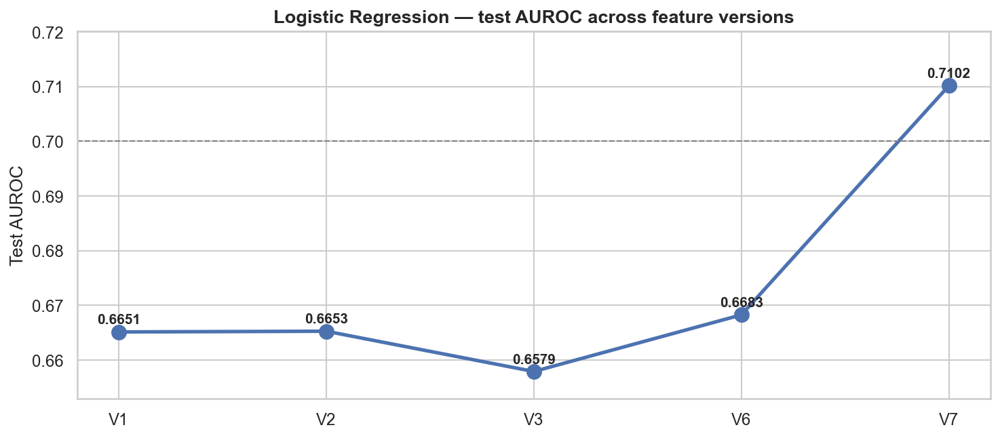 Logistic Regression — test AUROC across feature versions
Test AUROC
0.72
0.71
0.70
0.69
0.68
0.67
0.66
0.6651
0.6653
0.6579
0.6683
0.7102
V1
V2
V3
V6
V7